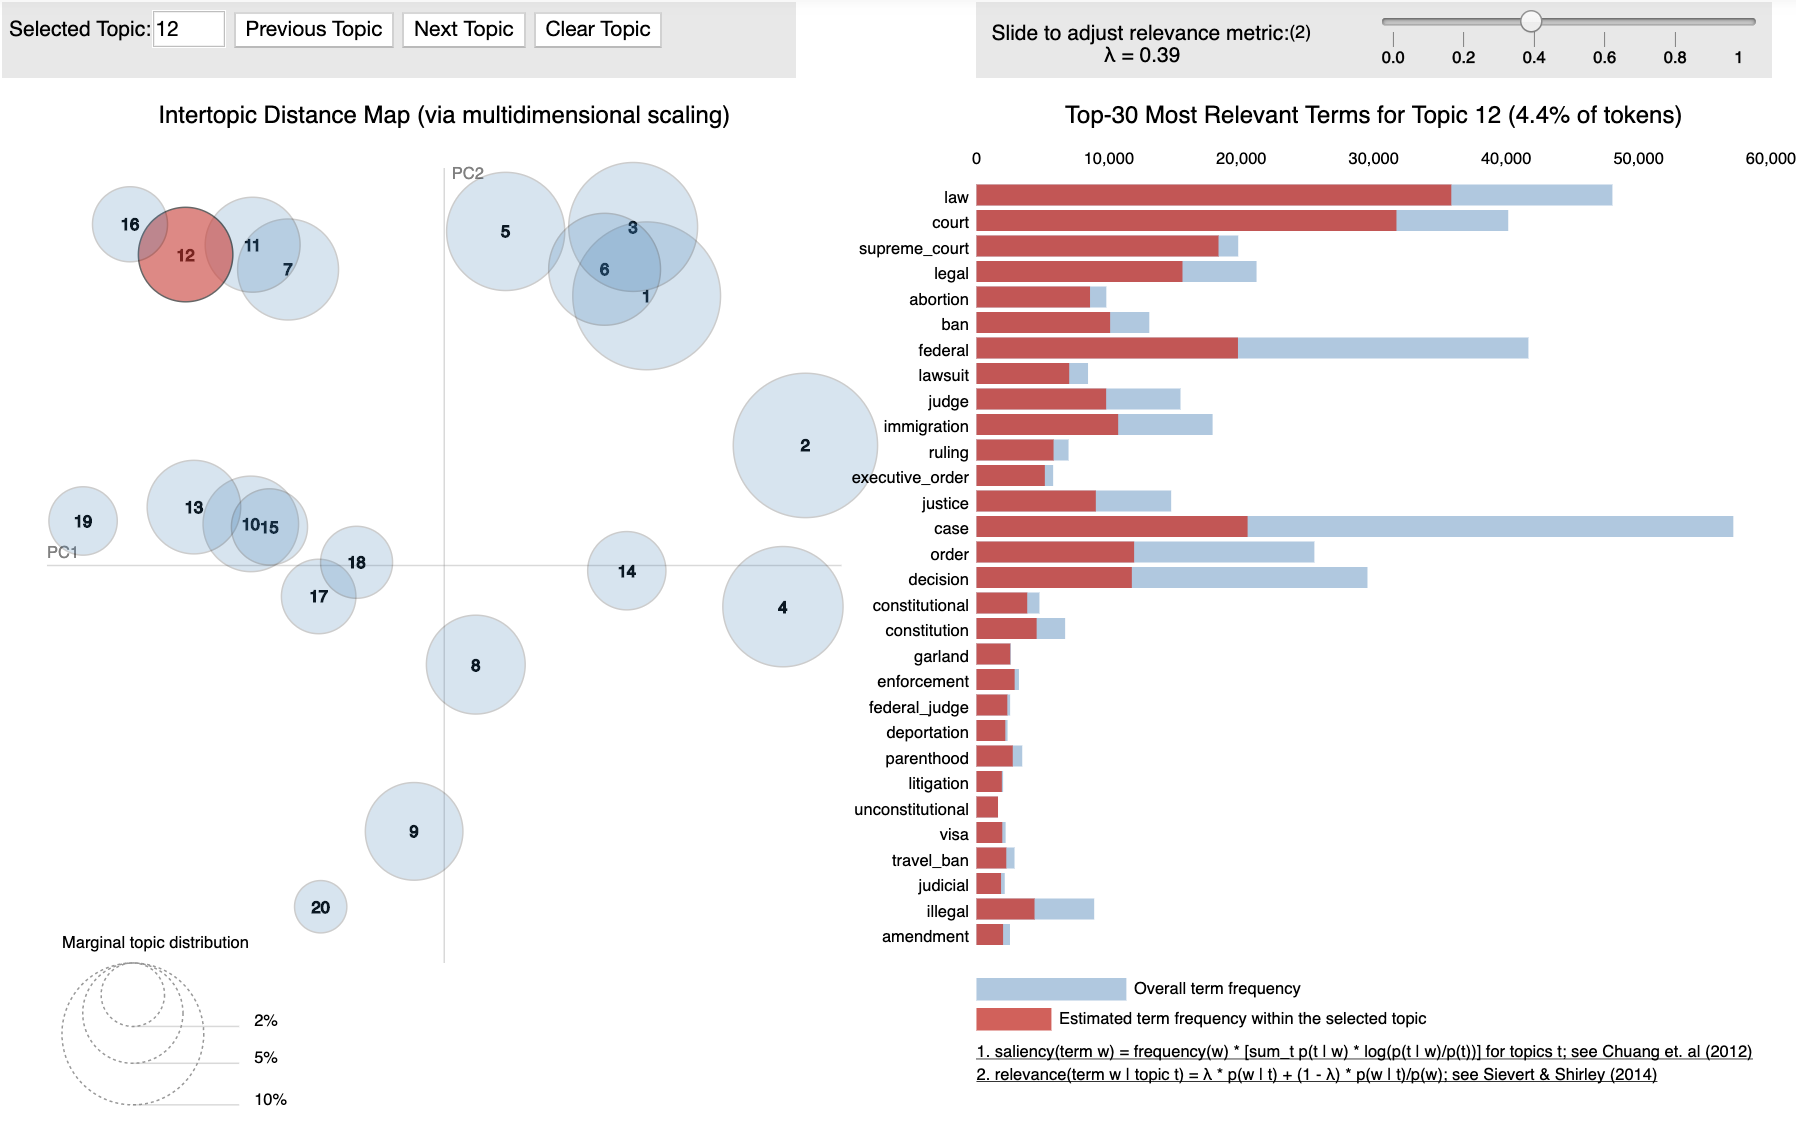 Selected Topic: 12 Previous Topic Next Topic Clear Topic
Slide to adjust relevance metric:(2)
λ = 0.39
0.0 0.2 0.4 0.6 0.8 1
Intertopic Distance Map (via multidimensional scaling)
PC2
PC1
16
12
11
7
5
3
6
1
2
19
13
10
15
18
17
14
4
8
9
20
Marginal topic distribution
2%
5%
10%
Top-30 Most Relevant Terms for Topic 12 (4.4% of tokens)
0 10,000 20,000 30,000 40,000 50,000 60,000
law
court
supreme_court
legal
abortion
ban
federal
lawsuit
judge
immigration
ruling
executive_order
justice
case
order
decision
constitutional
constitution
garland
enforcement
federal_judge
deportation
parenthood
litigation
unconstitutional
visa
travel_ban
judicial
illegal
amendment
Overall term frequency
Estimated term frequency within the selected topic
1. saliency(term w) = frequency(w) * [sum_t p(t | w) * log(p(t | w)/p(t))] for topics t; see Chuang et. al (2012)
2. relevance(term w | topic t) = λ * p(w | t) + (1 - λ) * p(w | t)/p(w); see Sievert & Shirley (2014)